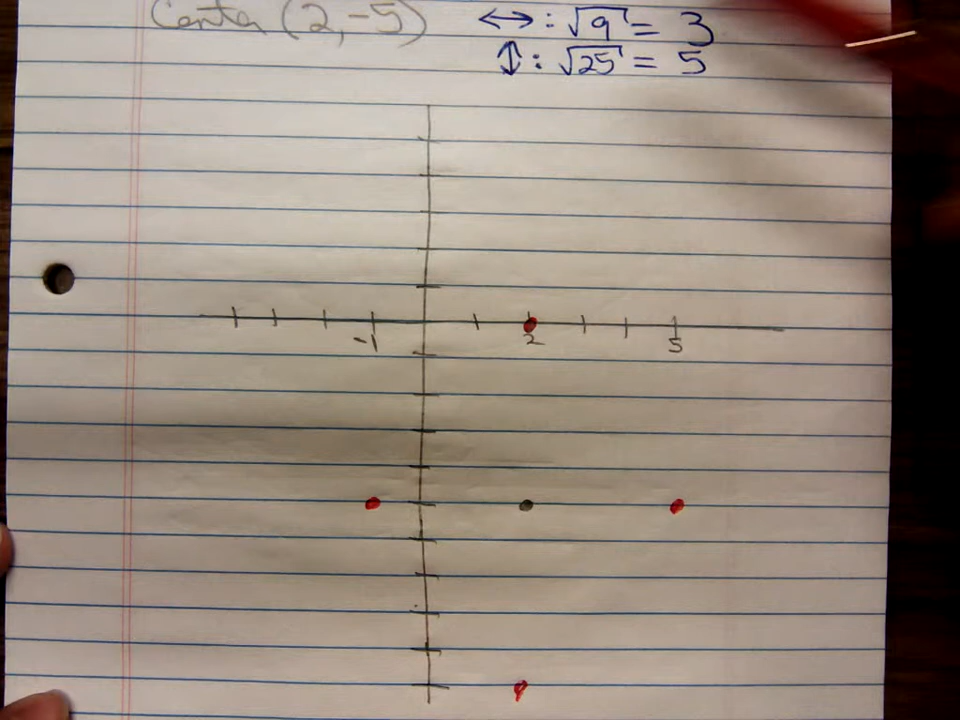 Center (2,-5) ↔: √9 = 3
↕: √25 = 5
-1 2 5